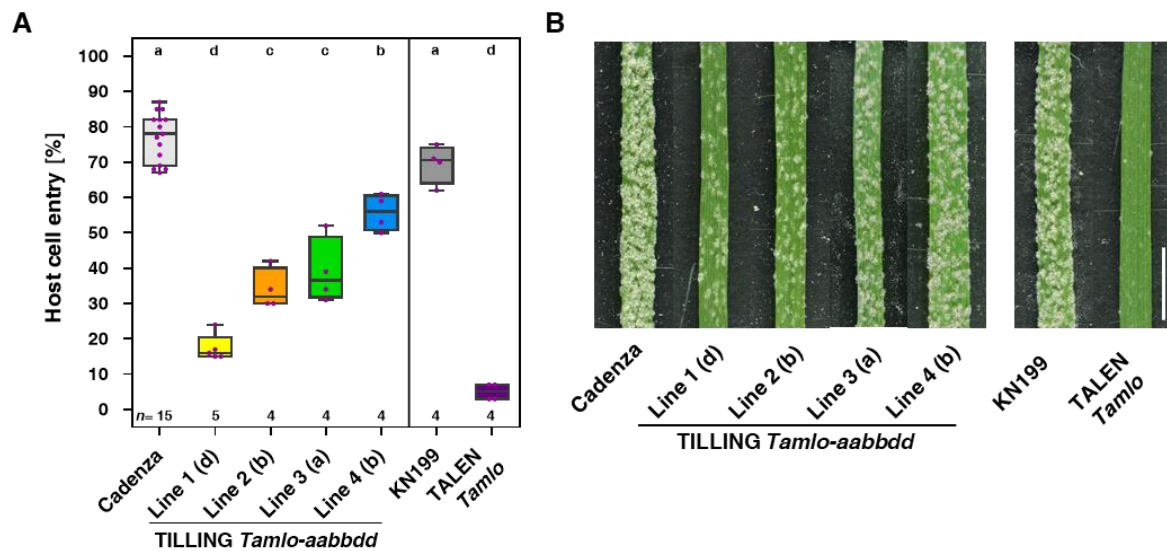 A
Host cell entry [%]
100
90
80
70
60
50
40
30
20
10
0
a d c c b a d
n= 15 5 4 4 4 4 4
Cadenza
Line 1 (d)
Line 2 (b)
Line 3 (a)
Line 4 (b)
KN199
TALEN
Tamlo
TILLING Tamlo-aabbdd
B
Cadenza
Line 1 (d)
Line 2 (b)
Line 3 (a)
Line 4 (b)
KN199
TALEN
Tamlo
TILLING Tamlo-aabbdd